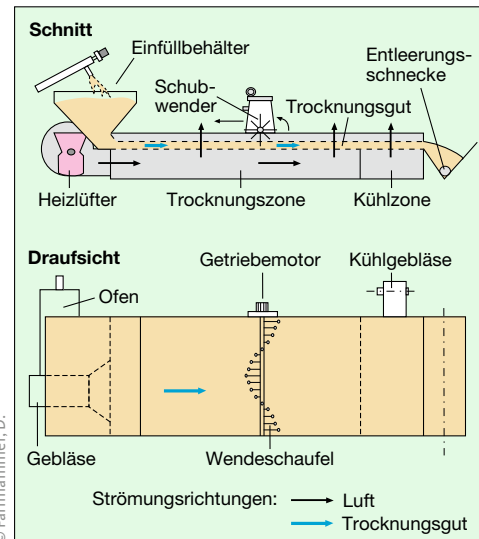 Schnitt
Einfüllbehälter
Entleerungs-
schnecke
Schub-
wender
Trocknungsgut
Heizlüfter
Trocknungszone
Kühlzone
Draufsicht
Getriebemotor
Kühlgebläse
Ofen
Gebläse
Wendeschaufel
Strömungsrichtungen:
Luft
Trocknungsgut